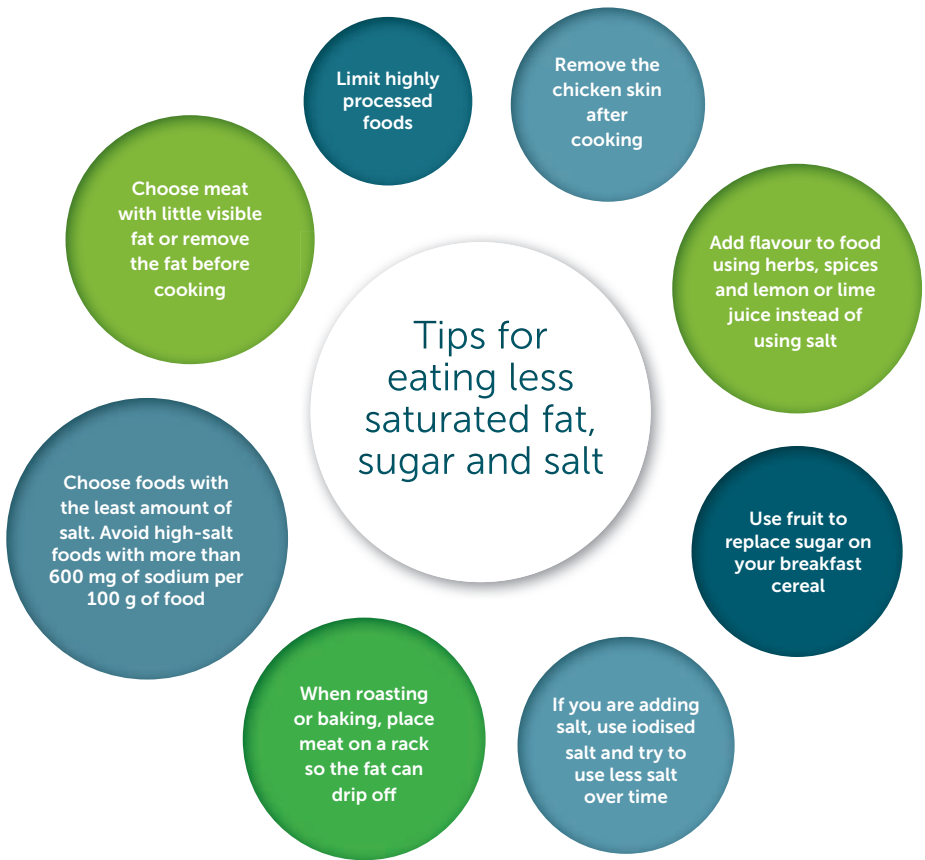 Limit highly
processed
foods
Remove the
chicken skin
after
cooking
Choose meat
with little visible
fat or remove
the fat before
cooking
Add flavour to food
using herbs, spices
and lemon or lime
juice instead of
using salt
Tips for
eating less
saturated fat,
sugar and salt
Choose foods with
the least amount of
salt. Avoid high-salt
foods with more than
600 mg of sodium per
100 g of food
Use fruit to
replace sugar on
your breakfast
cereal
When roasting
or baking, place
meat on a rack
so the fat can
drip off
If you are adding
salt, use iodised
salt and try to
use less salt
over time